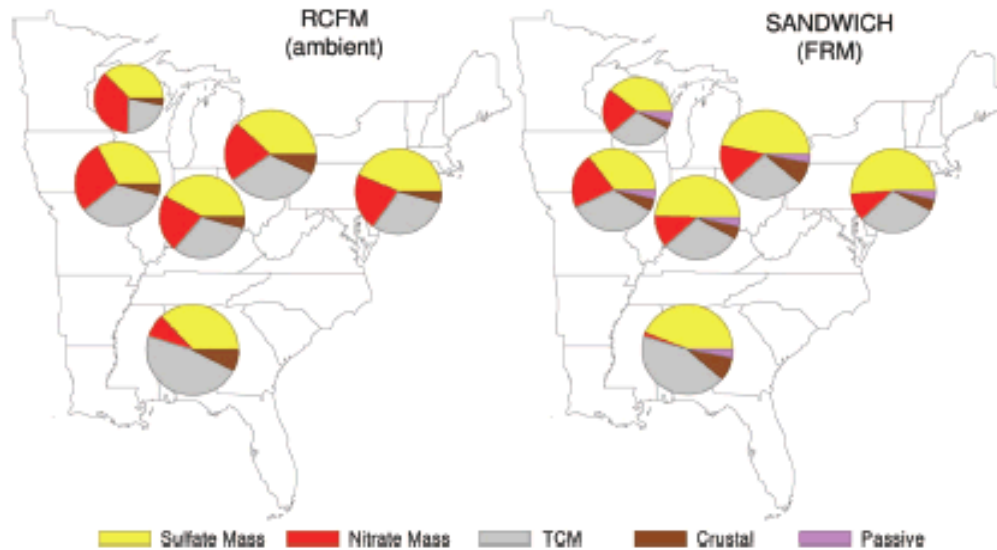 RCFM
(ambient)
SANDWICH
(FRM)
Sulfate Mass
Nitrate Mass
TCM
Crustal
Passive